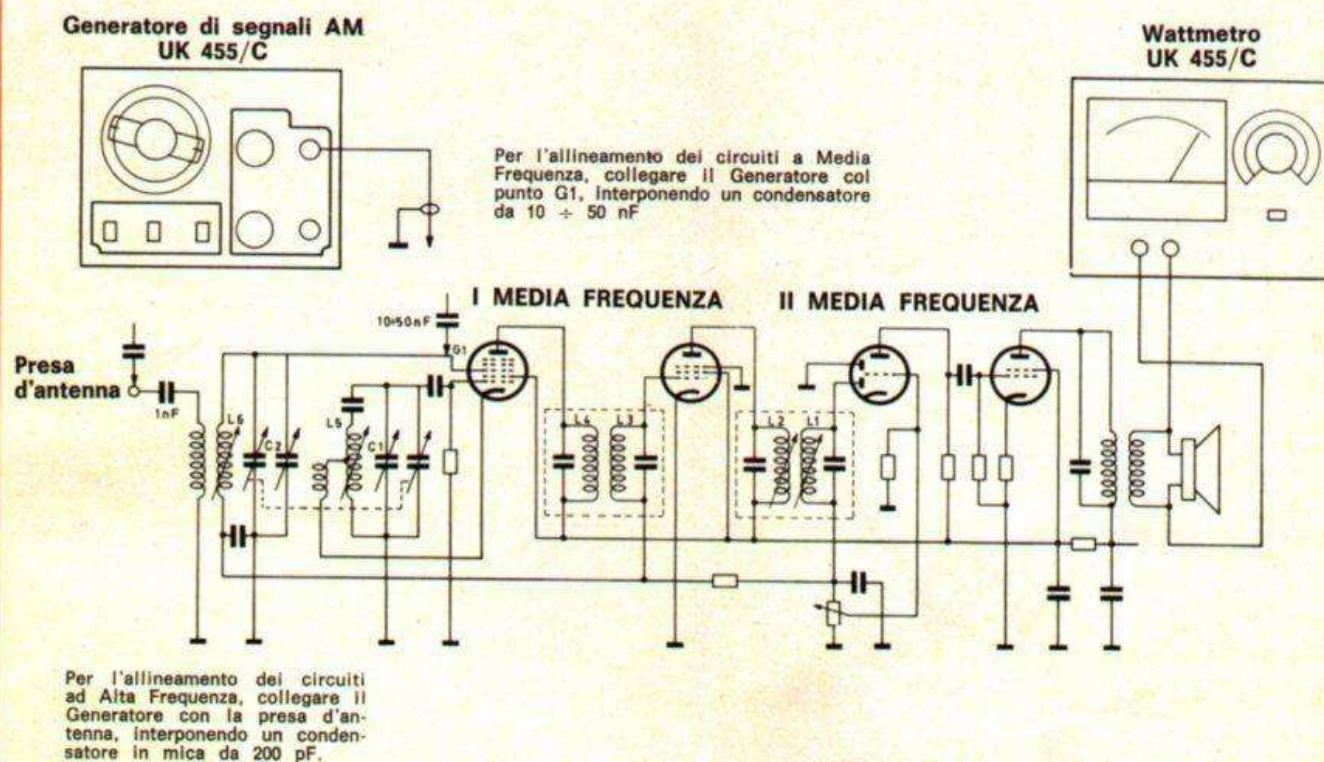 Generatore di segnali AM
UK 455/C
Wattmetro
UK 455/C
Per l'allineamento dei circuiti a Media
Frequenza, collegare il Generatore col
punto G1, interponendo un condensatore
da 10 ÷ 50 nF
I MEDIA FREQUENZA
II MEDIA FREQUENZA
10÷50nF
G1
Presa
d'antenna
1nF
L6
C2
L5
C1
L4
L3
L2
L1
Per l'allineamento dei circuiti
ad Alta Frequenza, collegare il
Generatore con la presa d'an-
tenna, interponendo un conden-
satore in mica da 200 pF.